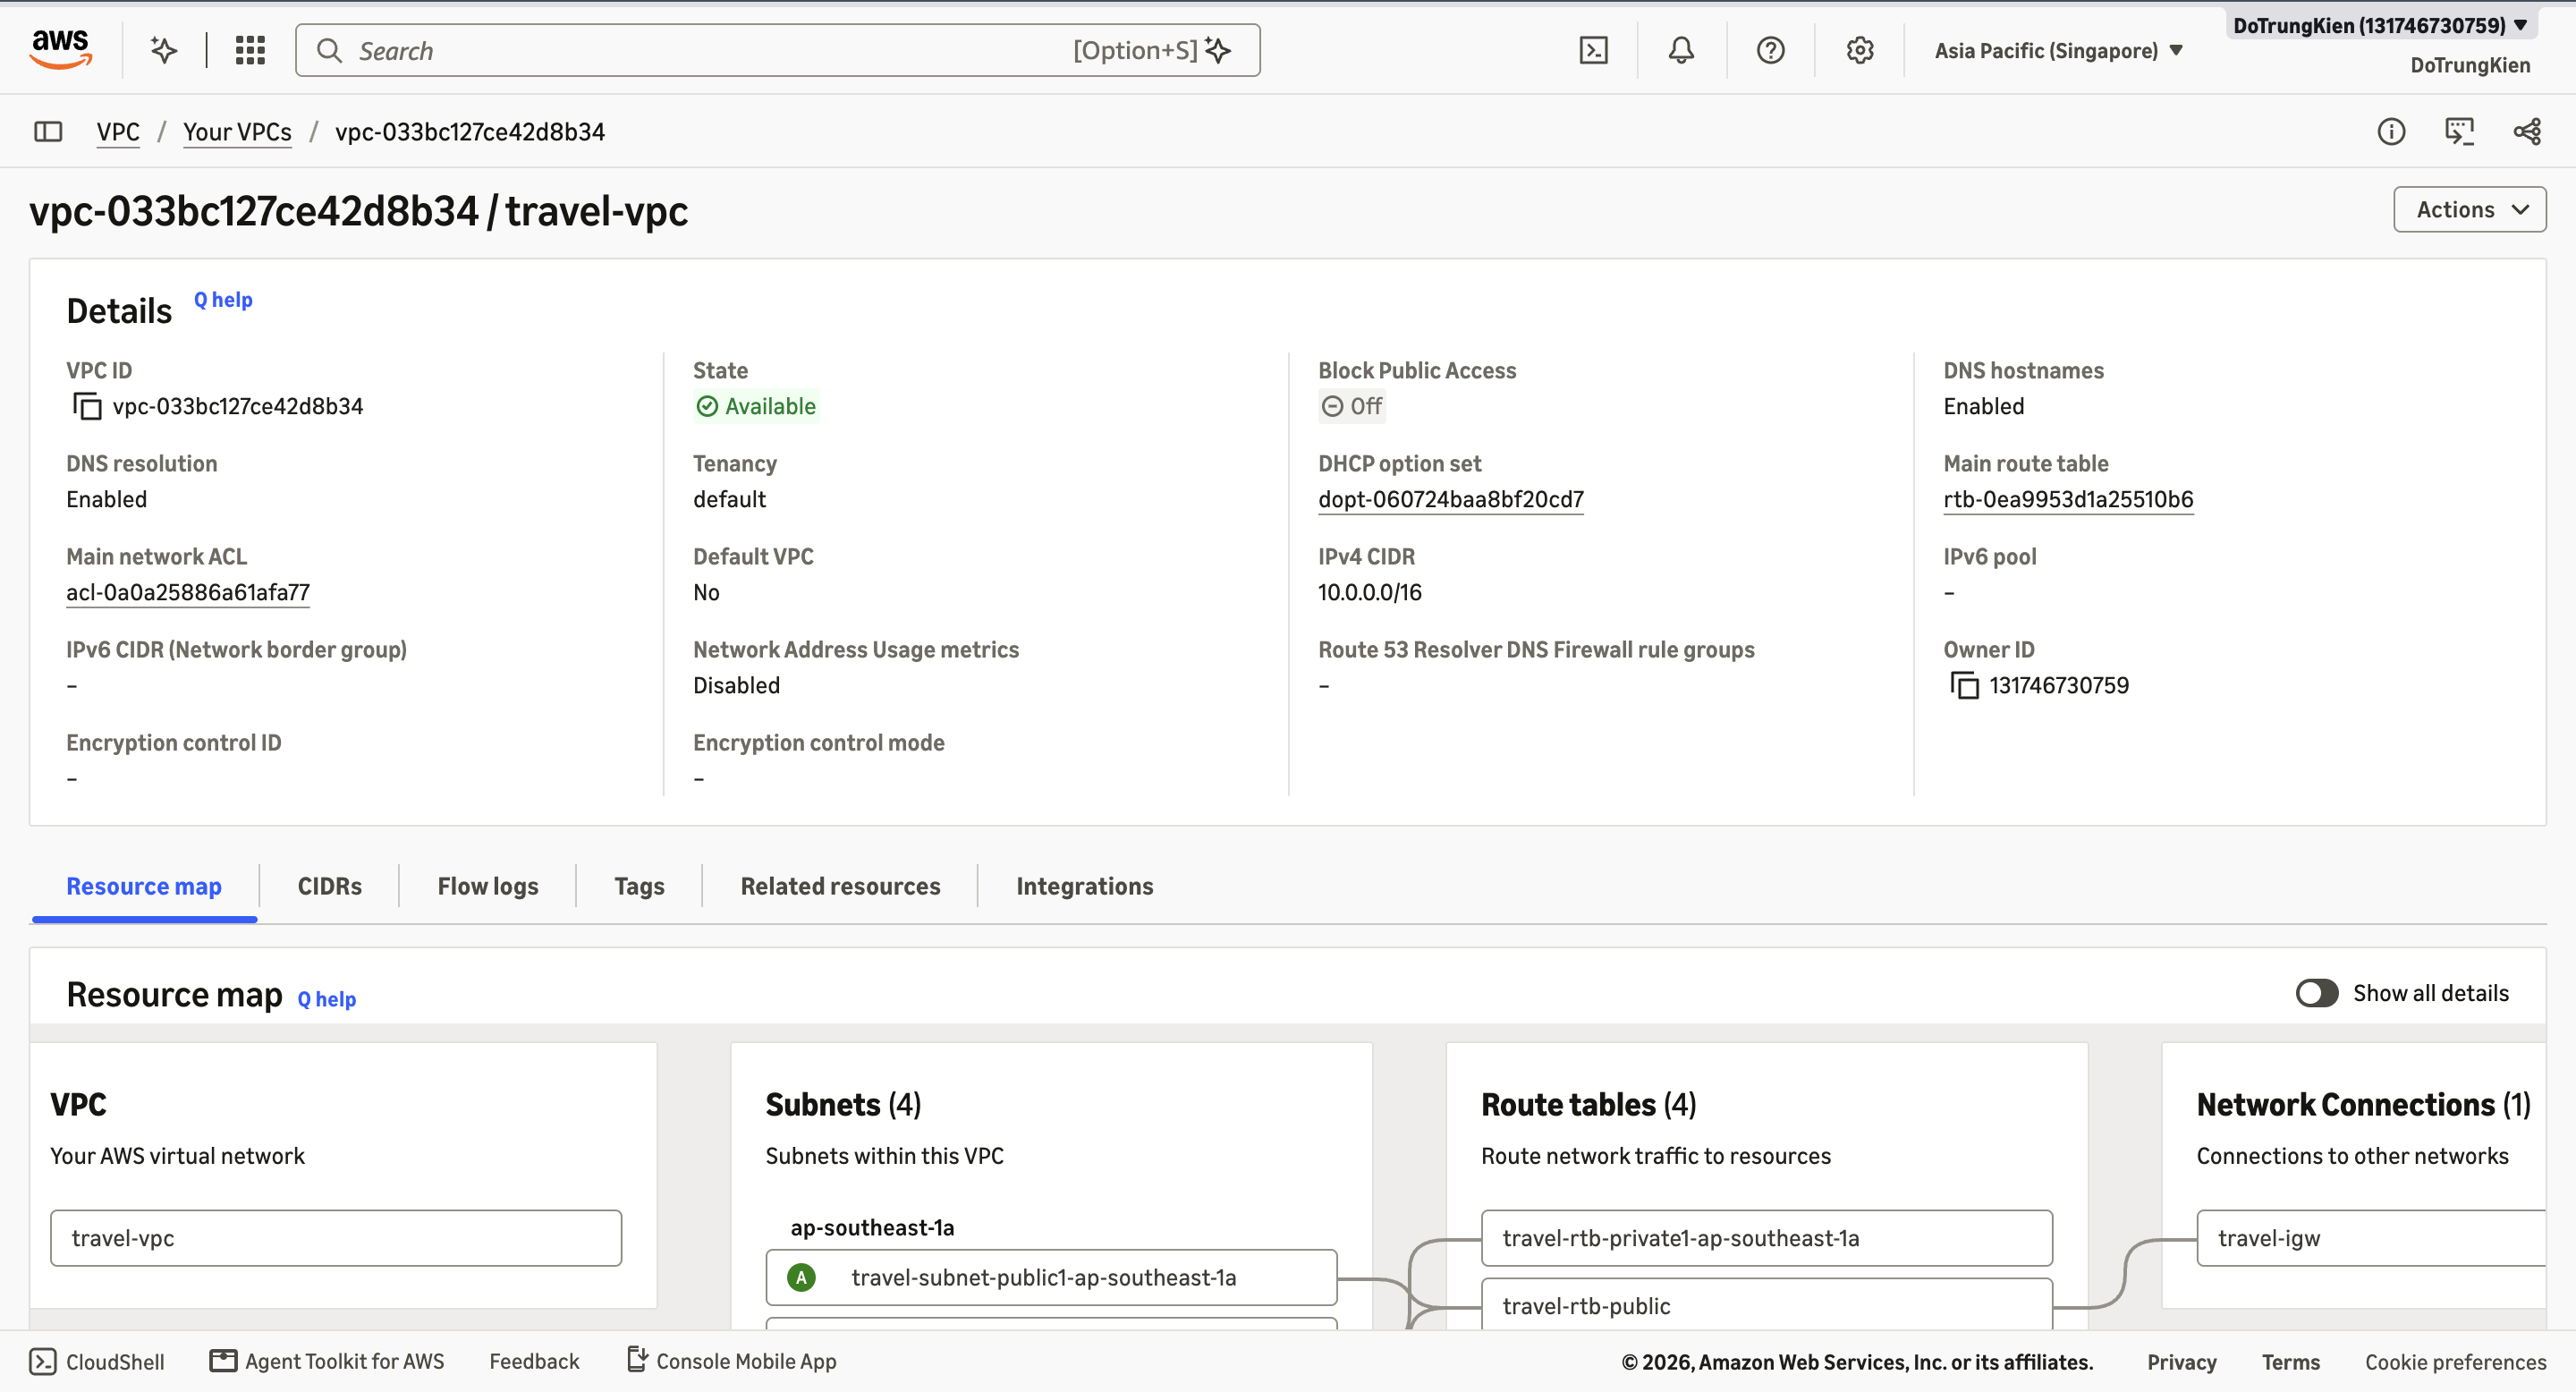 aws
Search
[Option+S]
Asia Pacific (Singapore)
DoTrungKien (131746730759)
DoTrungKien
VPC / Your VPCs / vpc-033bc127ce42d8b34
vpc-033bc127ce42d8b34 / travel-vpc
Actions
Details
Q help
VPC ID
vpc-033bc127ce42d8b34
State
Available
Block Public Access
Off
DNS hostnames
Enabled
DNS resolution
Enabled
Tenancy
default
DHCP option set
dopt-060724baa8bf20cd7
Main route table
rtb-0ea9953d1a25510b6
Main network ACL
acl-0a0a25886a61afa77
Default VPC
No
IPv4 CIDR
10.0.0.0/16
IPv6 pool
–
IPv6 CIDR (Network border group)
–
Network Address Usage metrics
Disabled
Route 53 Resolver DNS Firewall rule groups
–
Owner ID
131746730759
Encryption control ID
–
Encryption control mode
–
Resource map
CIDRs
Flow logs
Tags
Related resources
Integrations
Resource map
Q help
Show all details
VPC
Your AWS virtual network
travel-vpc
Subnets (4)
Subnets within this VPC
ap-southeast-1a
A
travel-subnet-public1-ap-southeast-1a
Route tables (4)
Route network traffic to resources
travel-rtb-private1-ap-southeast-1a
travel-rtb-public
Network Connections (1)
Connections to other networks
travel-igw
CloudShell
Agent Toolkit for AWS
Feedback
Console Mobile App
© 2026, Amazon Web Services, Inc. or its affiliates.
Privacy
Terms
Cookie preferences